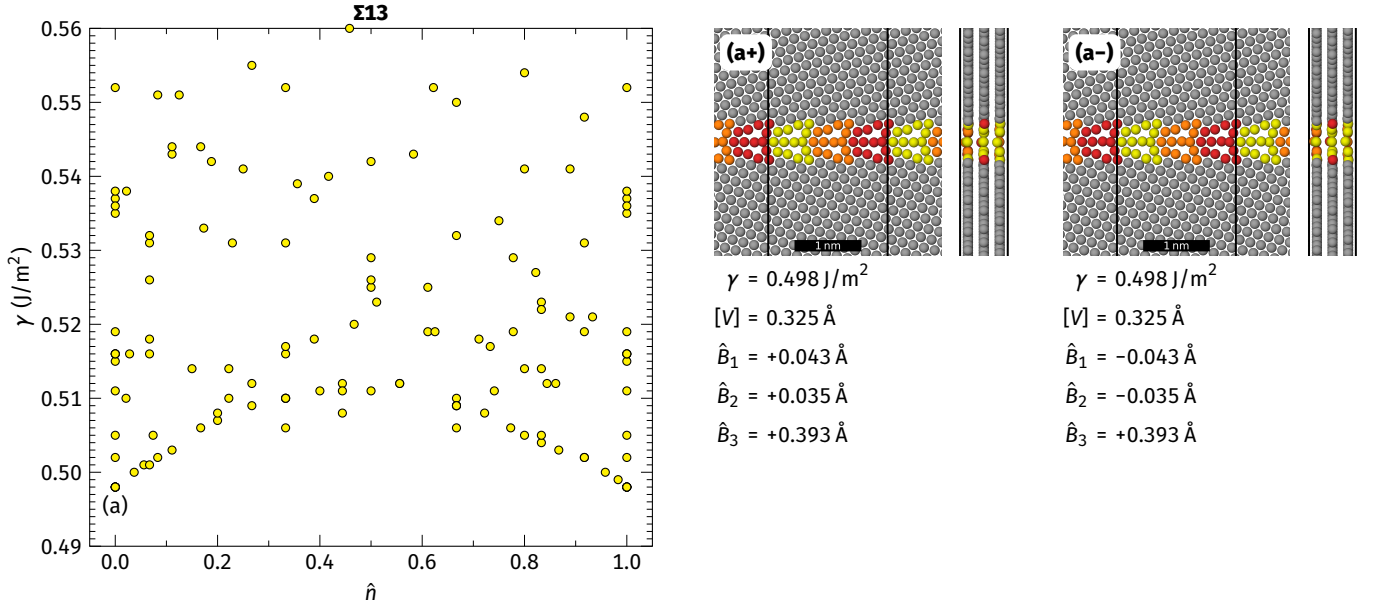 Σ13
0.56
0.55
0.54
0.53
0.52
0.51
0.50
0.49
γ (J/m²)
(a)
0.0 0.2 0.4 0.6 0.8 1.0
n̂
(a+)
1 nm
γ = 0.498 J/m²
[V] = 0.325 Å
B̂₁ = +0.043 Å
B̂₂ = +0.035 Å
B̂₃ = +0.393 Å
(a−)
1 nm
γ = 0.498 J/m²
[V] = 0.325 Å
B̂₁ = −0.043 Å
B̂₂ = −0.035 Å
B̂₃ = +0.393 Å